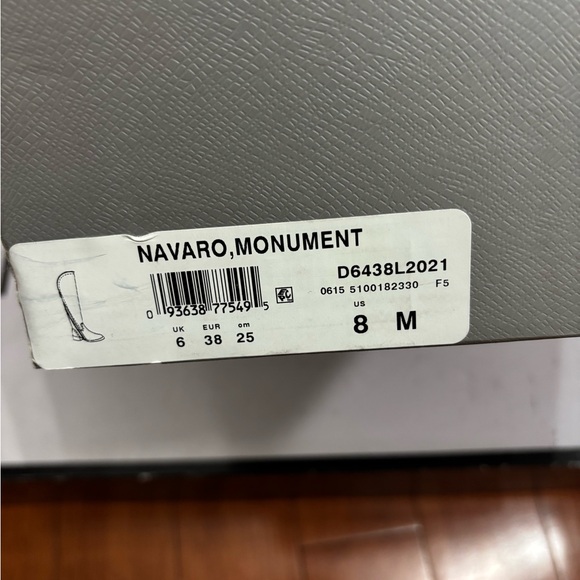 NAVARO,MONUMENT
D6438L2021
0615 5100182330 F5
0 93638 77549 5
UK EUR cm
6 38 25
US
8 M